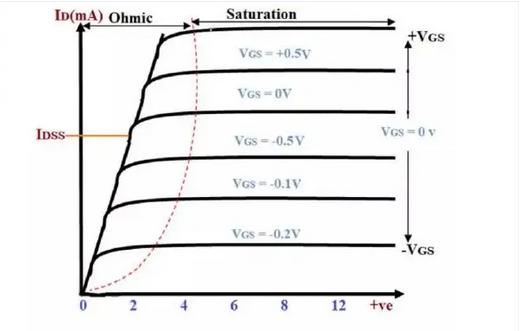 ID(mA) Ohmic Saturation
+VGS
VGS = +0.5V
VGS = 0V
IDSS
VGS = 0 v
VGS = -0.5V
VGS = -0.1V
VGS = -0.2V
-VGS
0 2 4 6 8 12 +ve